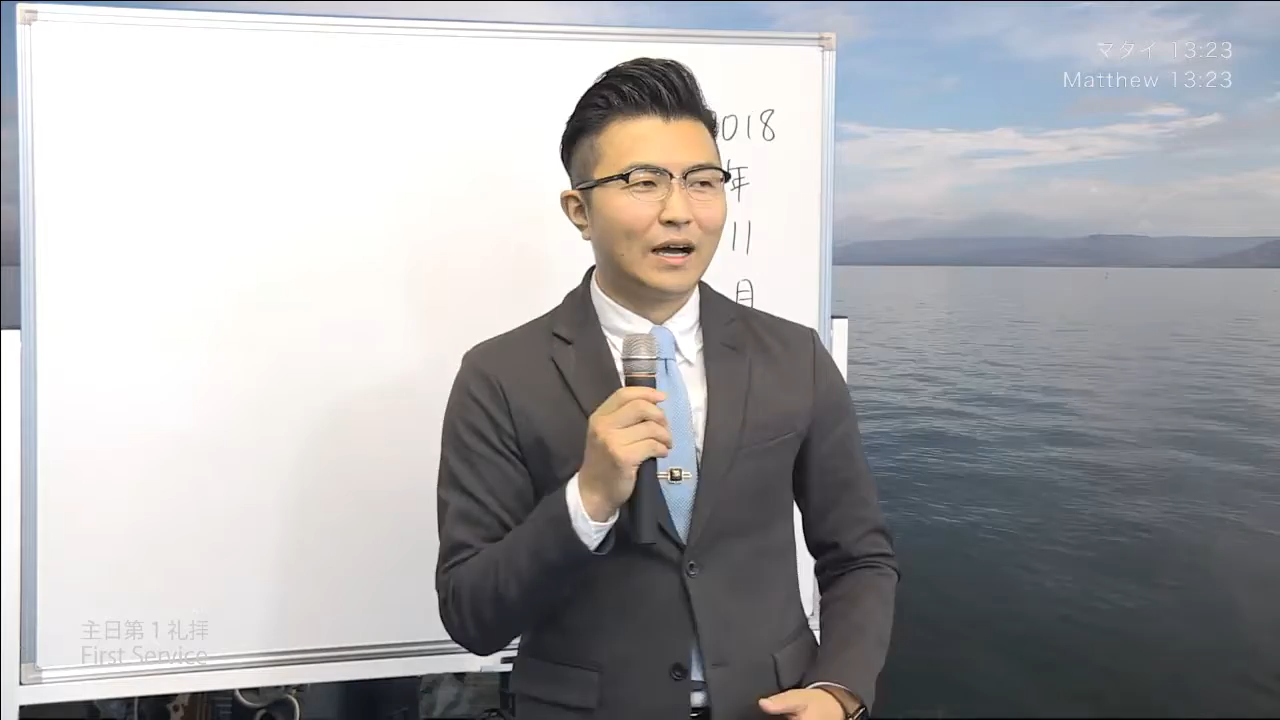 マタイ 13:23
Matthew 13:23
018
年
11
月
主日第1礼拝
First Service